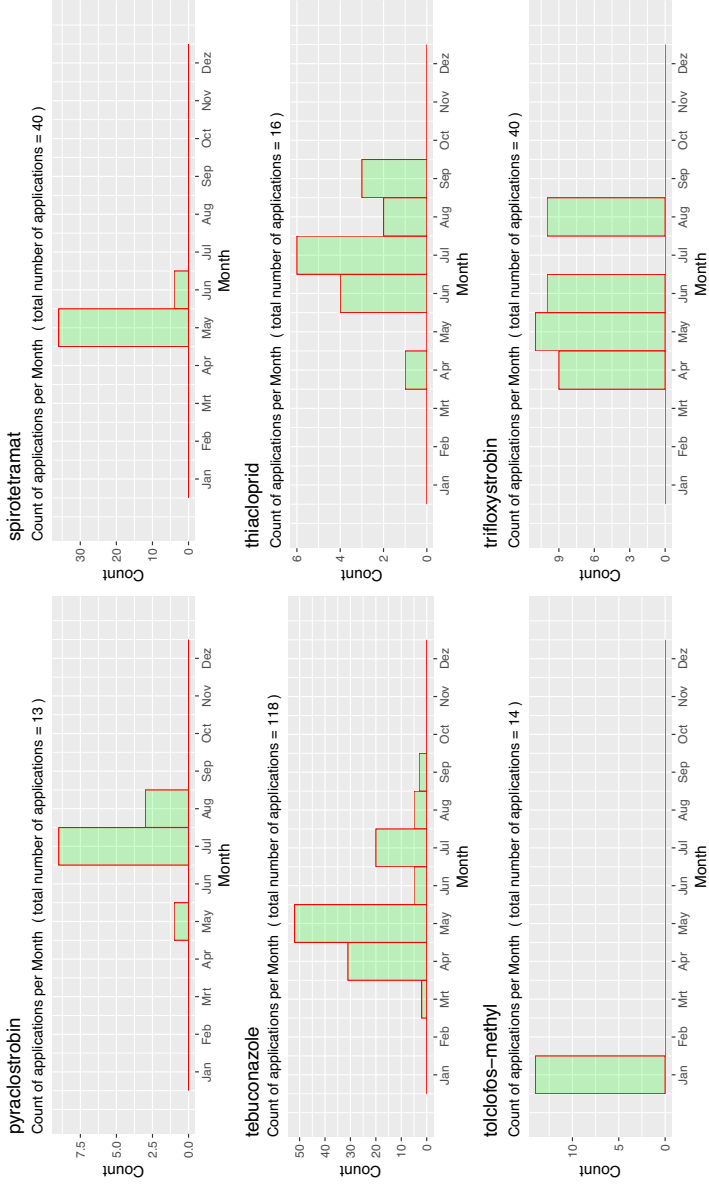 pyraclostrobin
Count of applications per Month ( total number of applications = 13 )
7.5
5.0
2.5
0.0
Count
Jan Feb Mrt Apr May Jun Jul Aug Sep Oct Nov Dez
Month
spirotetramat
Count of applications per Month ( total number of applications = 40 )
30
20
10
0
Count
Jan Feb Mrt Apr May Jun Jul Aug Sep Oct Nov Dez
Month
tebuconazole
Count of applications per Month ( total number of applications = 118 )
50
40
30
20
10
0
Count
Jan Feb Mrt Apr May Jun Jul Aug Sep Oct Nov Dez
Month
thiacloprid
Count of applications per Month ( total number of applications = 16 )
6
4
2
0
Count
Jan Feb Mrt Apr May Jun Jul Aug Sep Oct Nov Dez
Month
tolclofos−methyl
Count of applications per Month ( total number of applications = 14 )
10
5
0
Count
Jan Feb Mrt Apr May Jun Jul Aug Sep Oct Nov Dez
Month
trifloxystrobin
Count of applications per Month ( total number of applications = 40 )
9
6
3
0
Count
Jan Feb Mrt Apr May Jun Jul Aug Sep Oct Nov Dez
Month